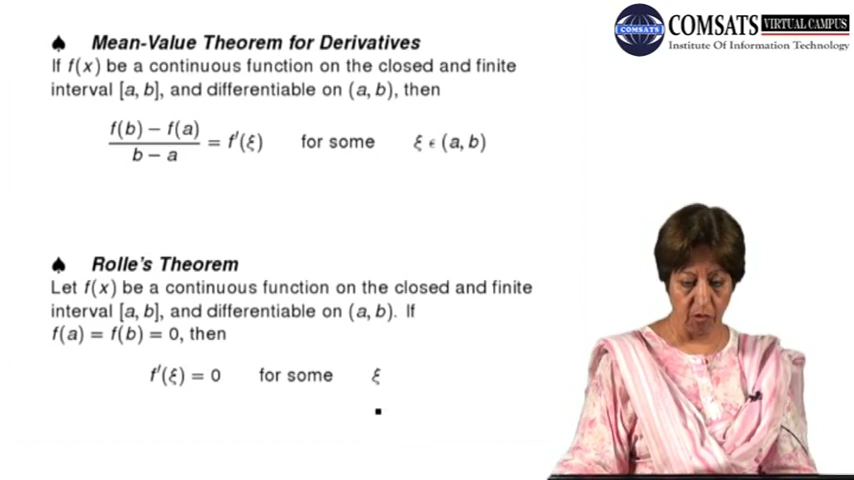 COMSATS VIRTUAL CAMPUS
COMSATS Institute Of Information Technology
♠ Mean-Value Theorem for Derivatives
If f(x) be a continuous function on the closed and finite
interval [a, b], and differentiable on (a, b), then
f(b) − f(a)
b − a
= f′(ξ) for some ξ ϵ (a, b)
♠ Rolle's Theorem
Let f(x) be a continuous function on the closed and finite
interval [a, b], and differentiable on (a, b). If
f(a) = f(b) = 0, then
f′(ξ) = 0 for some ξ